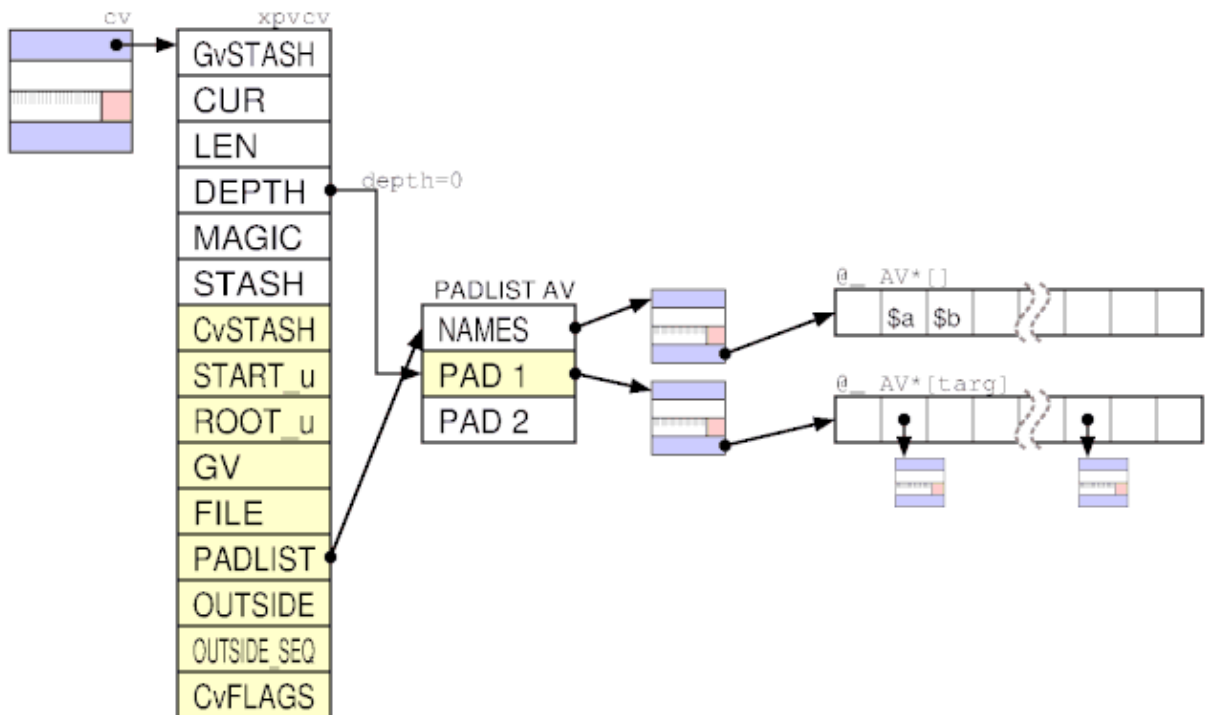 cv
xpvcv
GvSTASH
CUR
LEN
DEPTH
depth=0
MAGIC
STASH
CvSTASH
START_u
ROOT_u
GV
FILE
PADLIST
OUTSIDE
OUTSIDE_SEQ
CvFLAGS
PADLIST AV
NAMES
PAD 1
PAD 2
@_ AV*[]
$a $b
@_ AV*[targ]